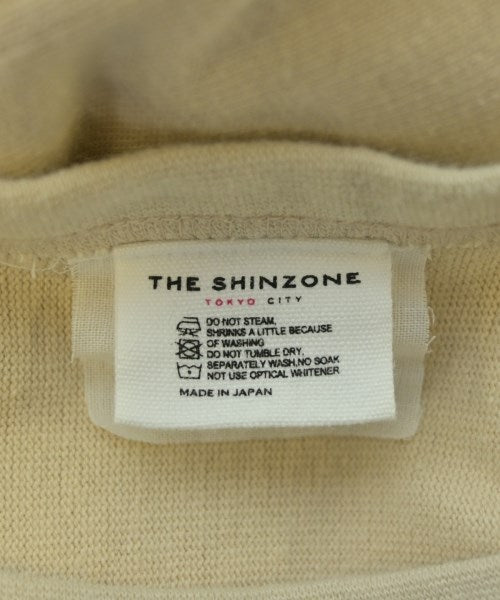 THE SHINZONE
TOKYO CITY
DO NOT STEAM,
SHRINKS A LITTLE BECAUSE
OF WASHING
DO NOT TUMBLE DRY,
SEPARATELY WASH, NO SOAK
NOT USE OPTICAL WHITENER
MADE IN JAPAN